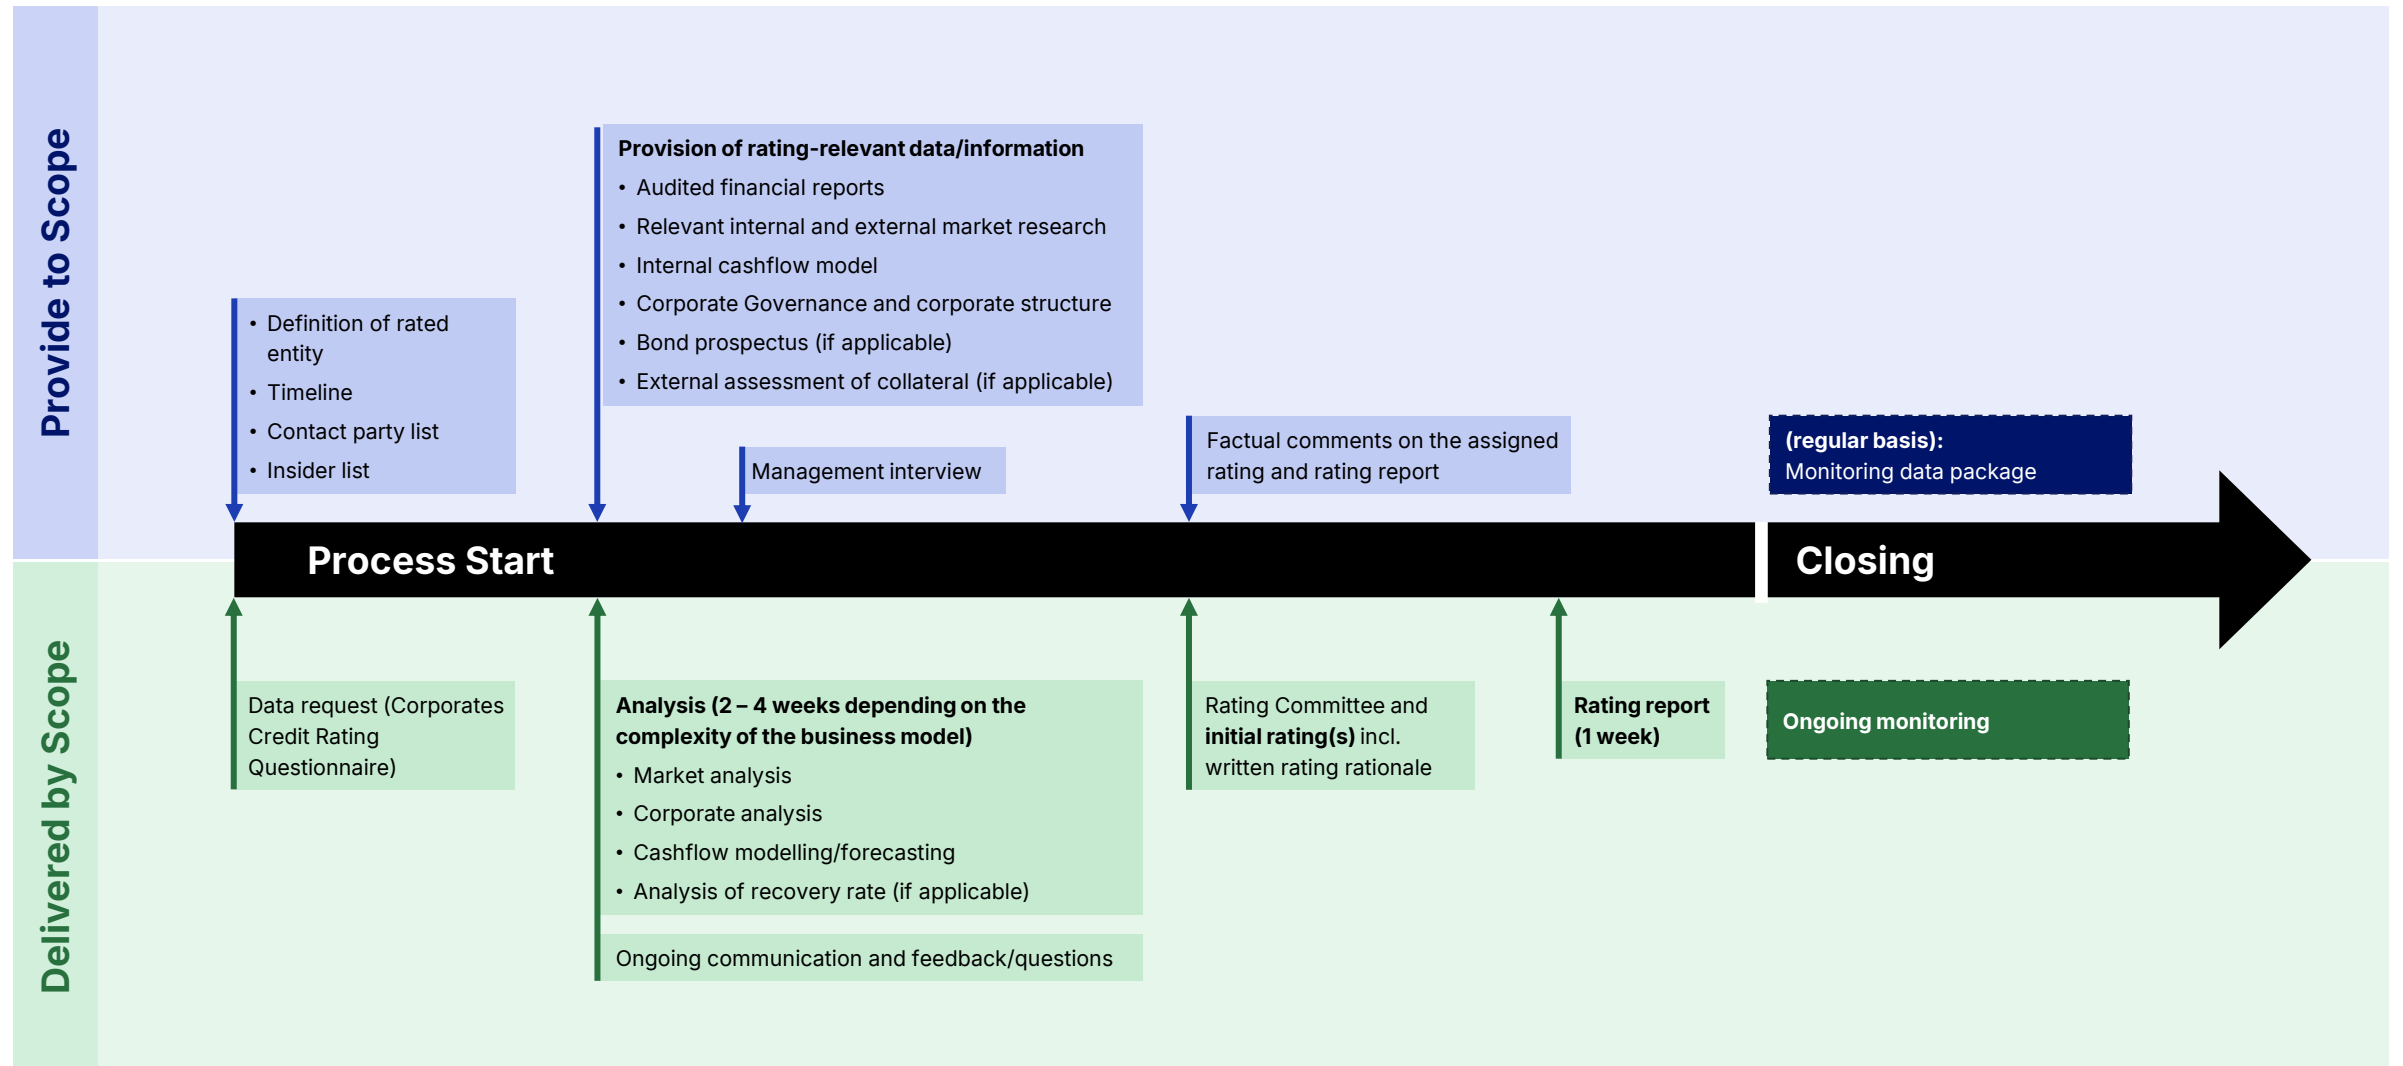 Provide to Scope
• Definition of rated
entity
• Timeline
• Contact party list
• Insider list
Provision of rating-relevant data/information
• Audited financial reports
• Relevant internal and external market research
• Internal cashflow model
• Corporate Governance and corporate structure
• Bond prospectus (if applicable)
• External assessment of collateral (if applicable)
Management interview
Factual comments on the assigned
rating and rating report
(regular basis):
Monitoring data package
Process Start
Closing
Delivered by Scope
Data request (Corporates
Credit Rating
Questionnaire)
Analysis (2 – 4 weeks depending on the
complexity of the business model)
• Market analysis
• Corporate analysis
• Cashflow modelling/forecasting
• Analysis of recovery rate (if applicable)
Ongoing communication and feedback/questions
Rating Committee and
initial rating(s) incl.
written rating rationale
Rating report
(1 week)
Ongoing monitoring